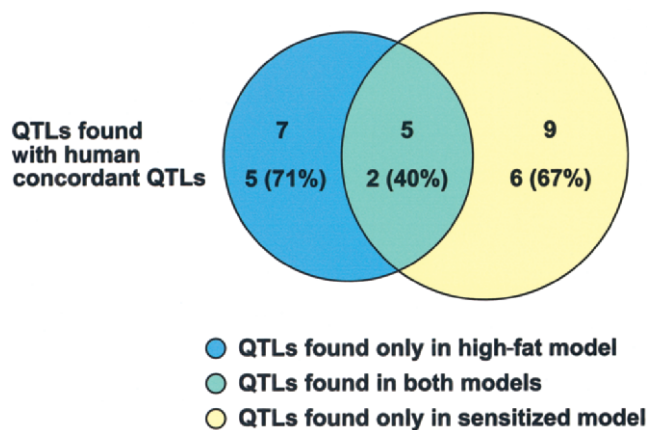 7 5 9
QTLs found
with human
concordant QTLs
5 (71%) 2 (40%) 6 (67%)
QTLs found only in high-fat model
QTLs found in both models
QTLs found only in sensitized model